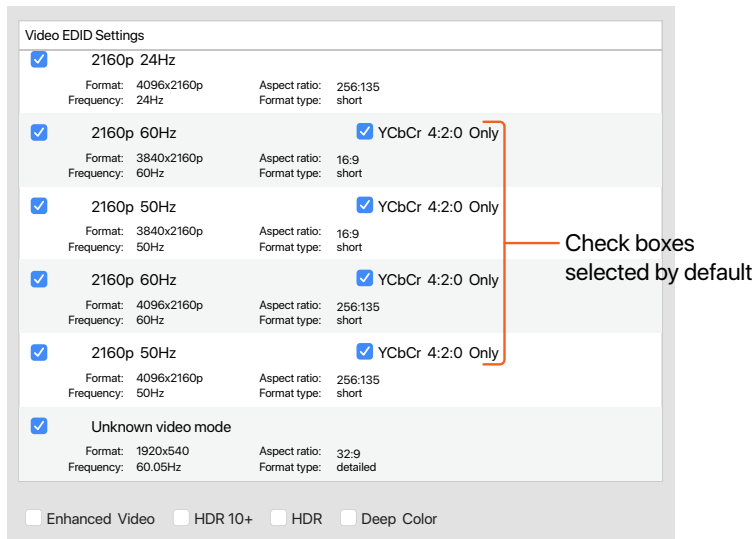 Video EDID Settings
2160p 24Hz
Format: 4096x2160p Aspect ratio: 256:135
Frequency: 24Hz Format type: short
2160p 60Hz YCbCr 4:2:0 Only
Format: 3840x2160p Aspect ratio: 16:9
Frequency: 60Hz Format type: short
2160p 50Hz YCbCr 4:2:0 Only
Format: 3840x2160p Aspect ratio: 16:9
Frequency: 50Hz Format type: short
Check boxes
selected by default
2160p 60Hz YCbCr 4:2:0 Only
Format: 4096x2160p Aspect ratio: 256:135
Frequency: 60Hz Format type: short
2160p 50Hz YCbCr 4:2:0 Only
Format: 4096x2160p Aspect ratio: 256:135
Frequency: 50Hz Format type: short
Unknown video mode
Format: 1920x540 Aspect ratio: 32:9
Frequency: 60.05Hz Format type: detailed
Enhanced Video HDR 10+ HDR Deep Color